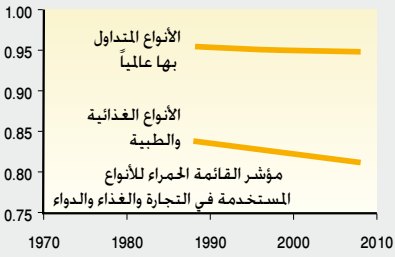 1.00
الأنواع المتداول
بها عالمياً
0.95
0.90
الأنواع الغذائية
والطبية
0.85
0.80
مؤشر القائمة الحمراء للأنواع
المستخدمة في التجارة والغذاء والدواء
0.75
1970 1980 1990 2000 2010